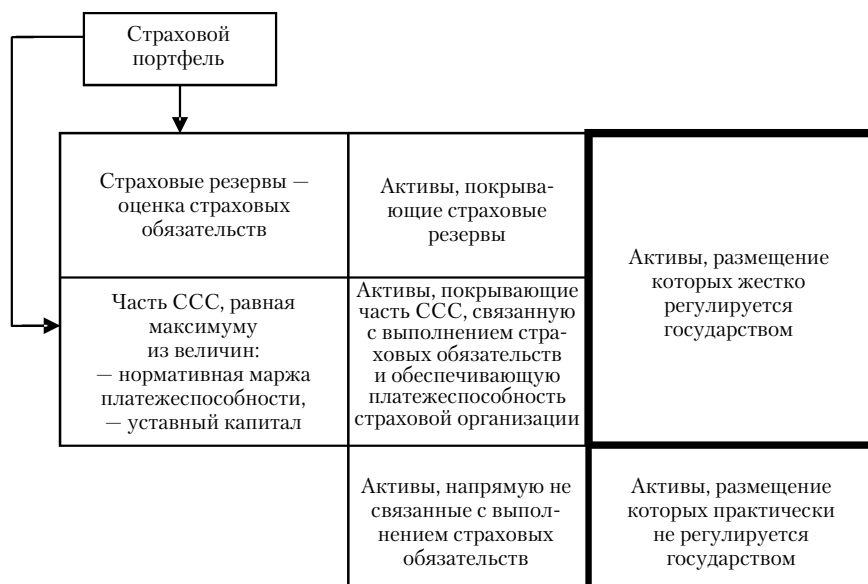 Страховой
портфель
Страховые резервы —
оценка страховых
обязательств
Активы, покрыва-
ющие страховые
резервы
Активы, размещение
которых жестко
регулируется
государством
Часть ССС, равная
максимуму
из величин:
— нормативная маржа
платежеспособности,
— уставный капитал
Активы, покрывающие
часть ССС, связанную
с выполнением стра-
ховых обязательств
и обеспечивающую
платежеспособность
страховой организации
Активы, напрямую не
связанные с выпол-
нением страховых
обязательств
Активы, размещение
которых практически
не регулируется
государством